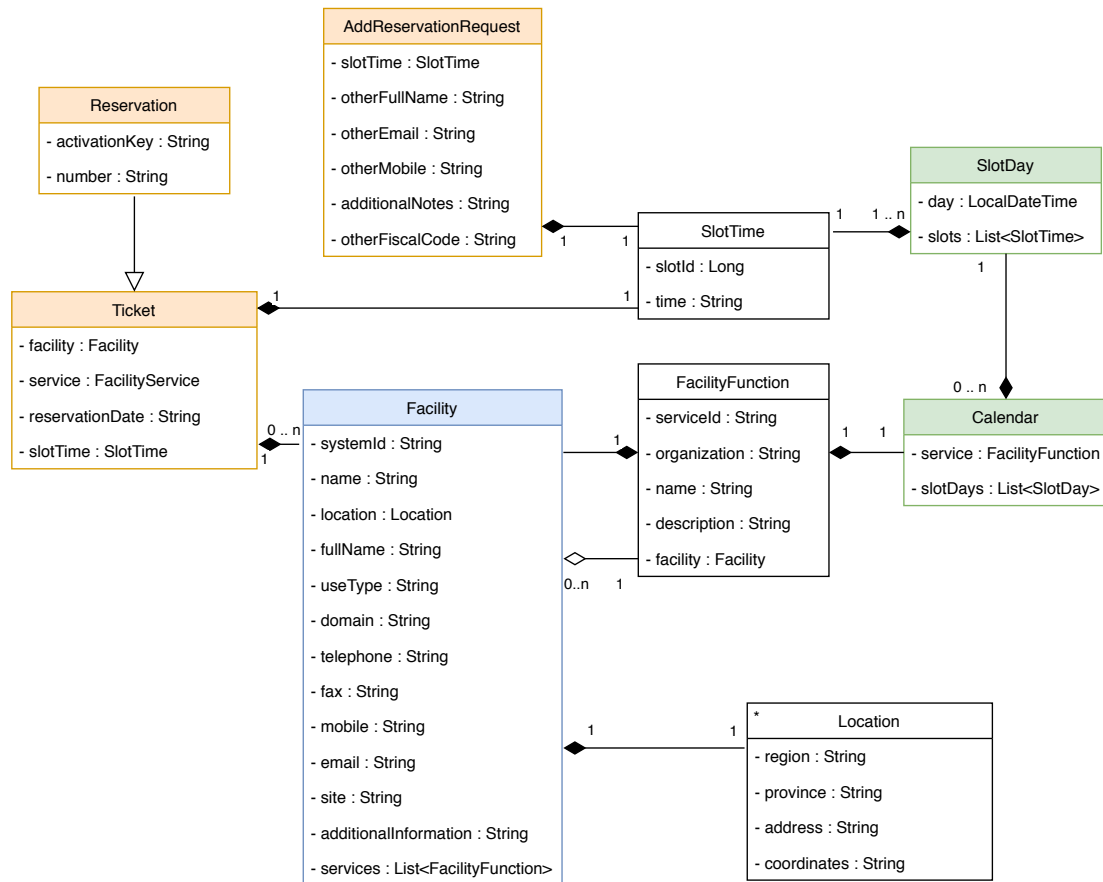 AddReservationRequest
- slotTime : SlotTime
- otherFullName : String
- otherEmail : String
- otherMobile : String
- additionalNotes : String
- otherFiscalCode : String
Reservation
- activationKey : String
- number : String
SlotDay
- day : LocalDateTime
- slots : List<SlotTime>
SlotTime
- slotId : Long
- time : String
1
1
1
1 .. n
1
1
1
Ticket
- facility : Facility
- service : FacilityService
- reservationDate : String
- slotTime : SlotTime
0 .. n
1
Facility
- systemId : String
- name : String
- location : Location
- fullName : String
- useType : String
- domain : String
- telephone : String
- fax : String
- mobile : String
- email : String
- site : String
- additionalInformation : String
- services : List<FacilityFunction>
1
0..n
1
FacilityFunction
- serviceId : String
- organization : String
- name : String
- description : String
- facility : Facility
1
1
0 .. n
Calendar
- service : FacilityFunction
- slotDays : List<SlotDay>
1
1
*
Location
- region : String
- province : String
- address : String
- coordinates : String